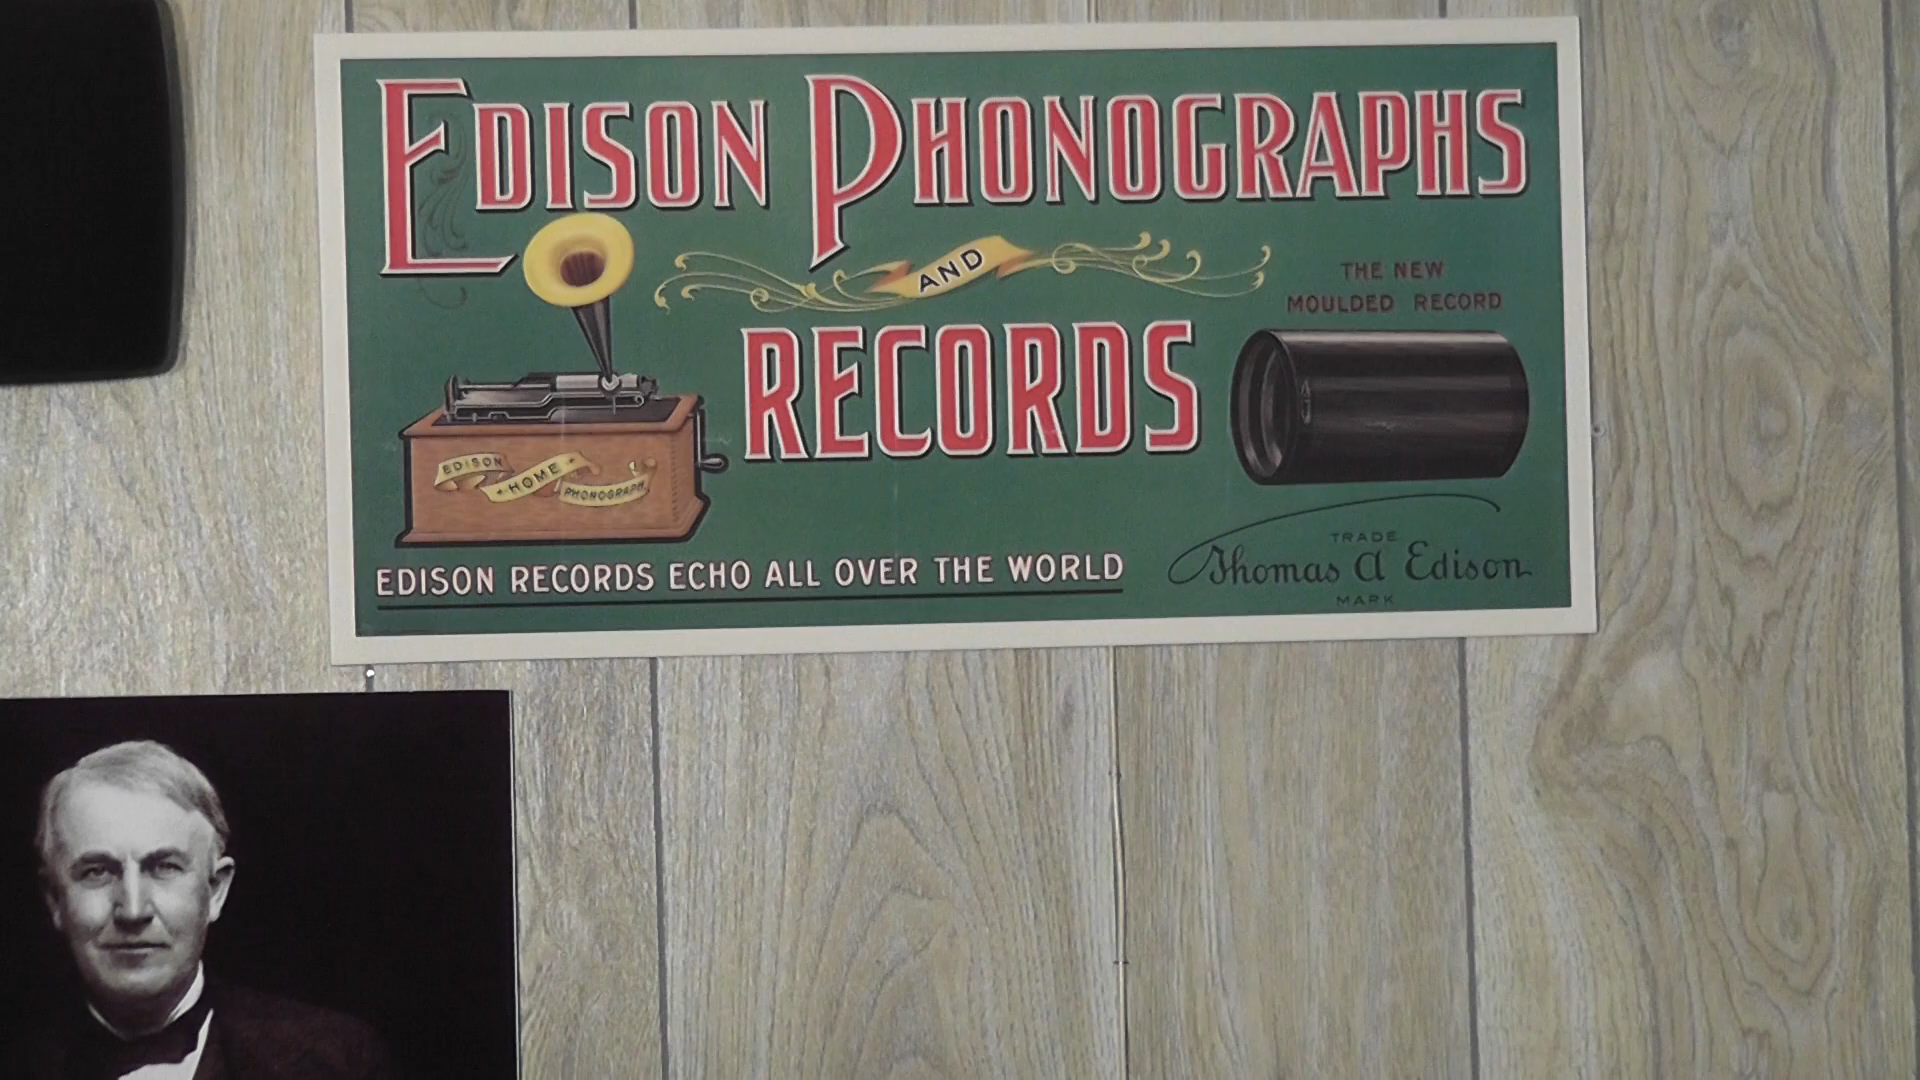 EDISON PHONOGRAPHS
AND
RECORDS
THE NEW
MOULDED RECORD
EDISON
HOME
PHONOGRAPH
EDISON RECORDS ECHO ALL OVER THE WORLD
TRADE
Thomas A Edison
MARK